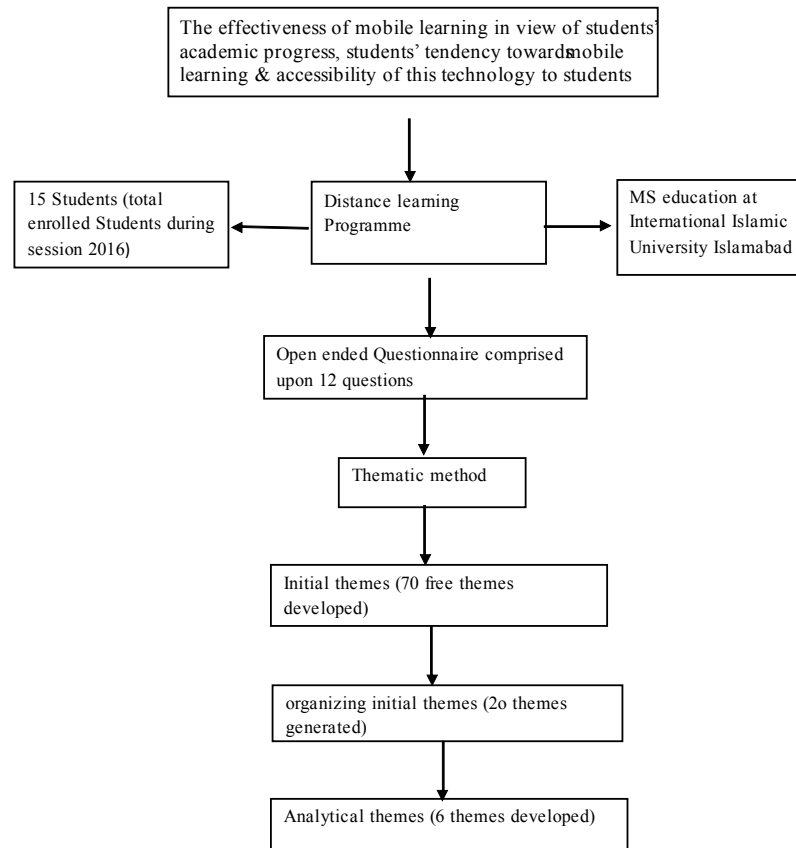 The effectiveness of mobile learning in view of students'
academic progress, students' tendency towards mobile
learning & accessibility of this technology to students
15 Students (total
enrolled Students during
session 2016)
Distance learning
Programme
MS education at
International Islamic
University Islamabad
Open ended Questionnaire comprised
upon 12 questions
Thematic method
Initial themes (70 free themes
developed)
organizing initial themes (2o themes
generated)
Analytical themes (6 themes developed)